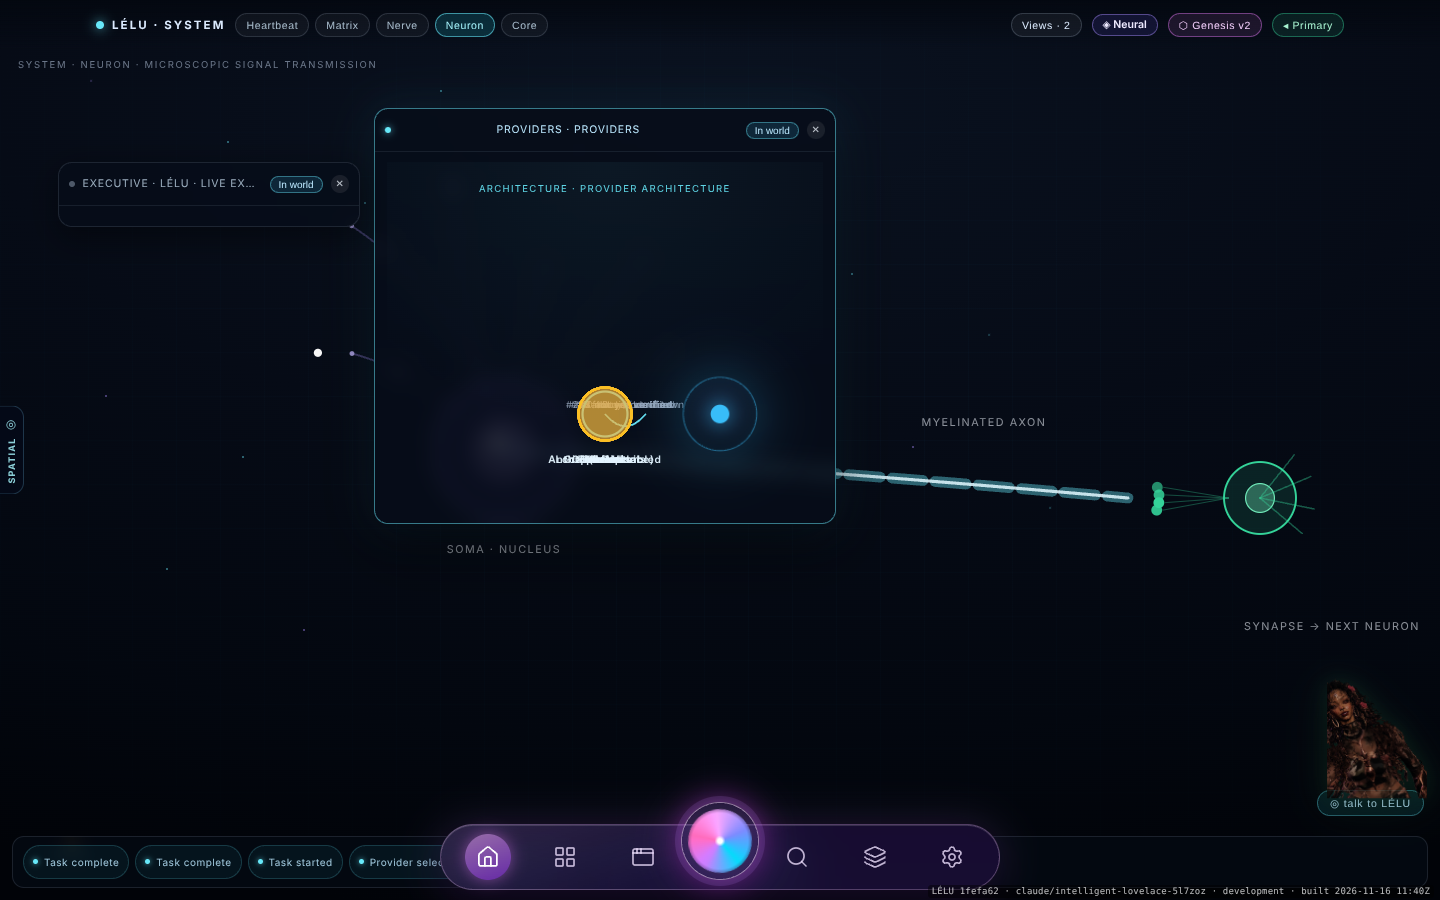 LÉLU · SYSTEM
Heartbeat
Matrix
Nerve
Neuron
Core
Views · 2
◈ Neural
⬡ Genesis v2
◂ Primary
SYSTEM · NEURON · MICROSCOPIC SIGNAL TRANSMISSION
PROVIDERS · PROVIDERS
In world
✕
EXECUTIVE · LÉLU · LIVE EX…
In world
✕
ARCHITECTURE · PROVIDER ARCHITECTURE
SPATIAL ◎
MYELINATED AXON
SOMA · NUCLEUS
SYNAPSE → NEXT NEURON
◎ talk to LÉLU
Task complete
Task complete
Task started
Provider selec
LÉLU 1fefa62 · claude/intelligent-lovelace-5l7zoz · development · built 2026-11-16 11:40Z